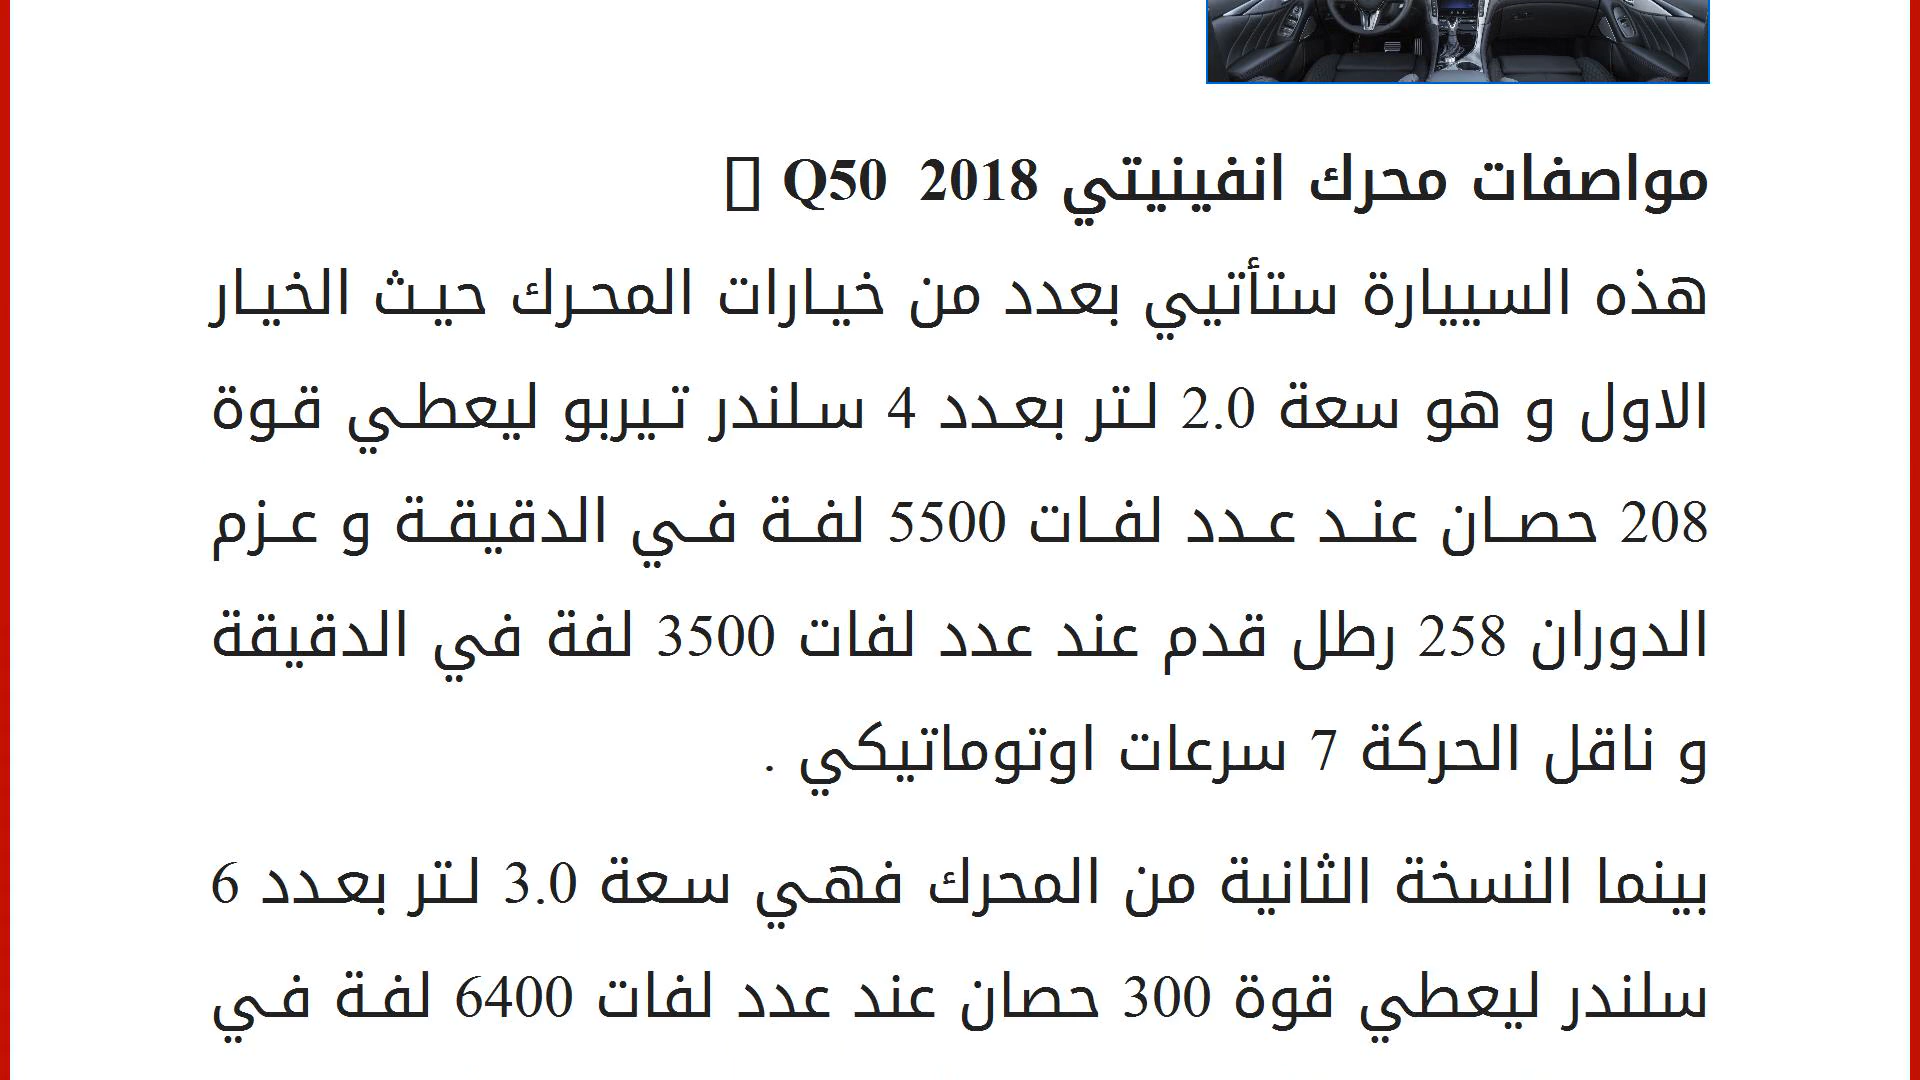 مواصفات محرك انفينيتي Q50 2018
هذه السييارة ستأتيي بعدد من خيارات المحرك حيث الخيار
الاول و هو سعة 2.0 لتر بعدد 4 سلندر تيربو ليعطي قوة
208 حصان عند عدد لفات 5500 لفة في الدقيقة و عزم
الدوران 258 رطل قدم عند عدد لفات 3500 لفة في الدقيقة
و ناقل الحركة 7 سرعات اوتوماتيكي .
بينما النسخة الثانية من المحرك فهي سعة 3.0 لتر بعدد 6
سلندر ليعطي قوة 300 حصان عند عدد لفات 6400 لفة في